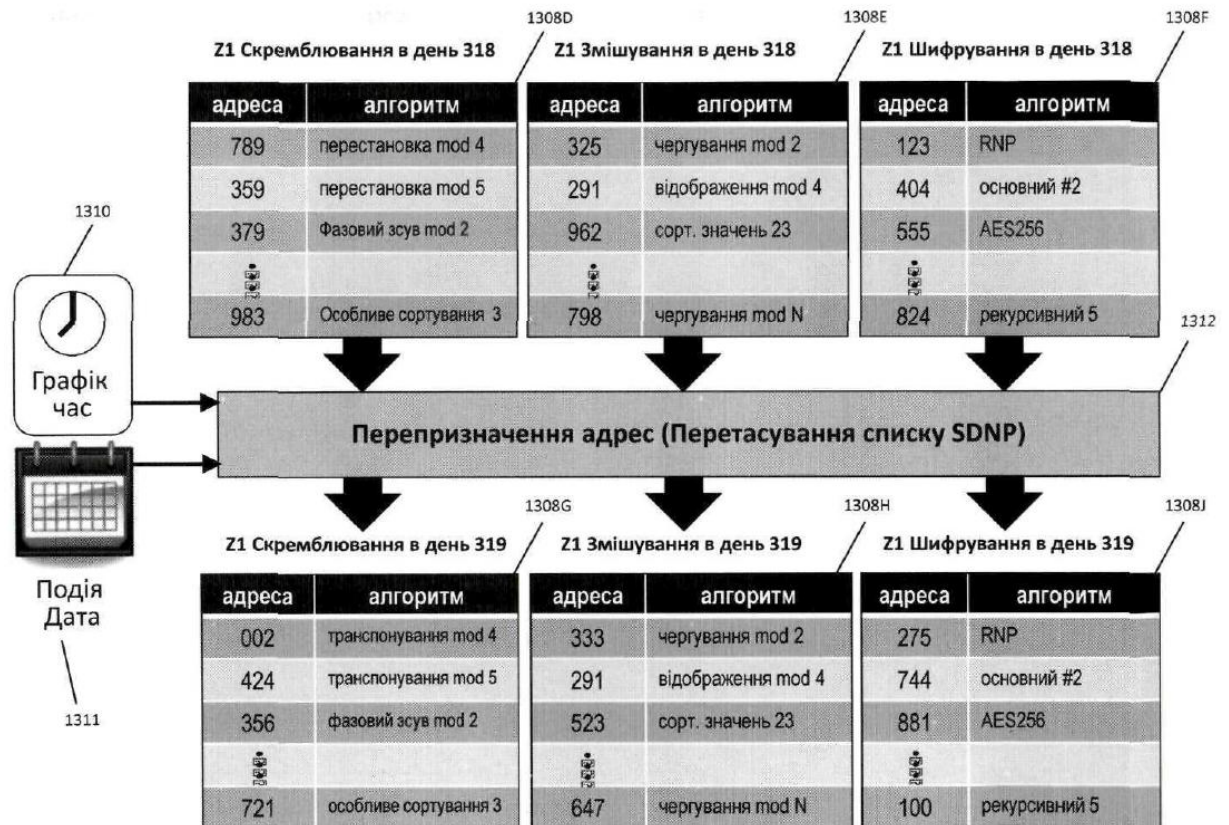 1308D
1308E
1308F
Z1 Скремблювання в день 318
Z1 Змішування в день 318
Z1 Шифрування в день 318
адреса алгоритм
789 перестановка mod 4
359 перестановка mod 5
379 Фазовий зсув mod 2
983 Особливе сортування 3
адреса алгоритм
325 чергування mod 2
291 відображення mod 4
962 сорт. значень 23
798 чергування mod N
адреса алгоритм
123 RNP
404 основний #2
555 AES256
824 рекурсивний 5
1310
Графік
час
1312
Перепризначення адрес (Перетасування списку SDNP)
Подія
Дата
1311
1308G
1308H
1308J
Z1 Скремблювання в день 319
Z1 Змішування в день 319
Z1 Шифрування в день 319
адреса алгоритм
002 транспонування mod 4
424 транспонування mod 5
356 фазовий зсув mod 2
721 особливе сортування 3
адреса алгоритм
333 чергування mod 2
291 відображення mod 4
523 сорт. значень 23
647 чергування mod N
адреса алгоритм
275 RNP
744 основний #2
881 AES256
100 рекурсивний 5